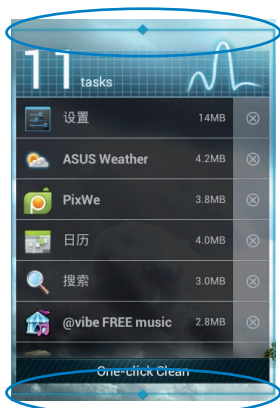 11 tasks
设置 14MB
ASUS Weather 4.2MB
PixWe 3.8MB
日历 4.0MB
搜索 3.0MB
@vibe FREE music 2.8MB
One-click Clean